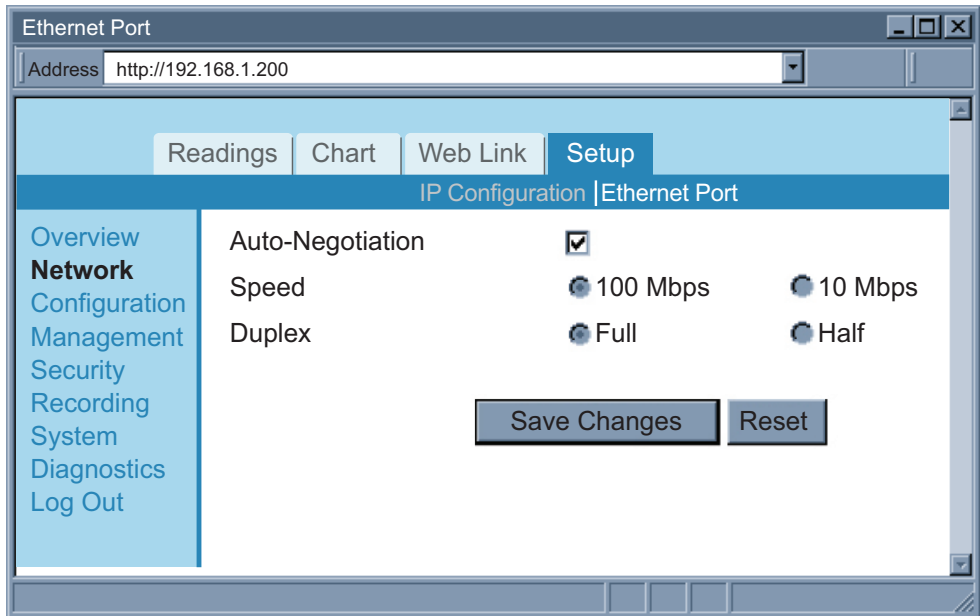 Ethernet Port
Address http://192.168.1.200
Readings Chart Web Link Setup
IP Configuration | Ethernet Port
Overview
Network
Configuration
Management
Security
Recording
System
Diagnostics
Log Out
Auto-Negotiation
Speed 100 Mbps 10 Mbps
Duplex Full Half
Save Changes Reset